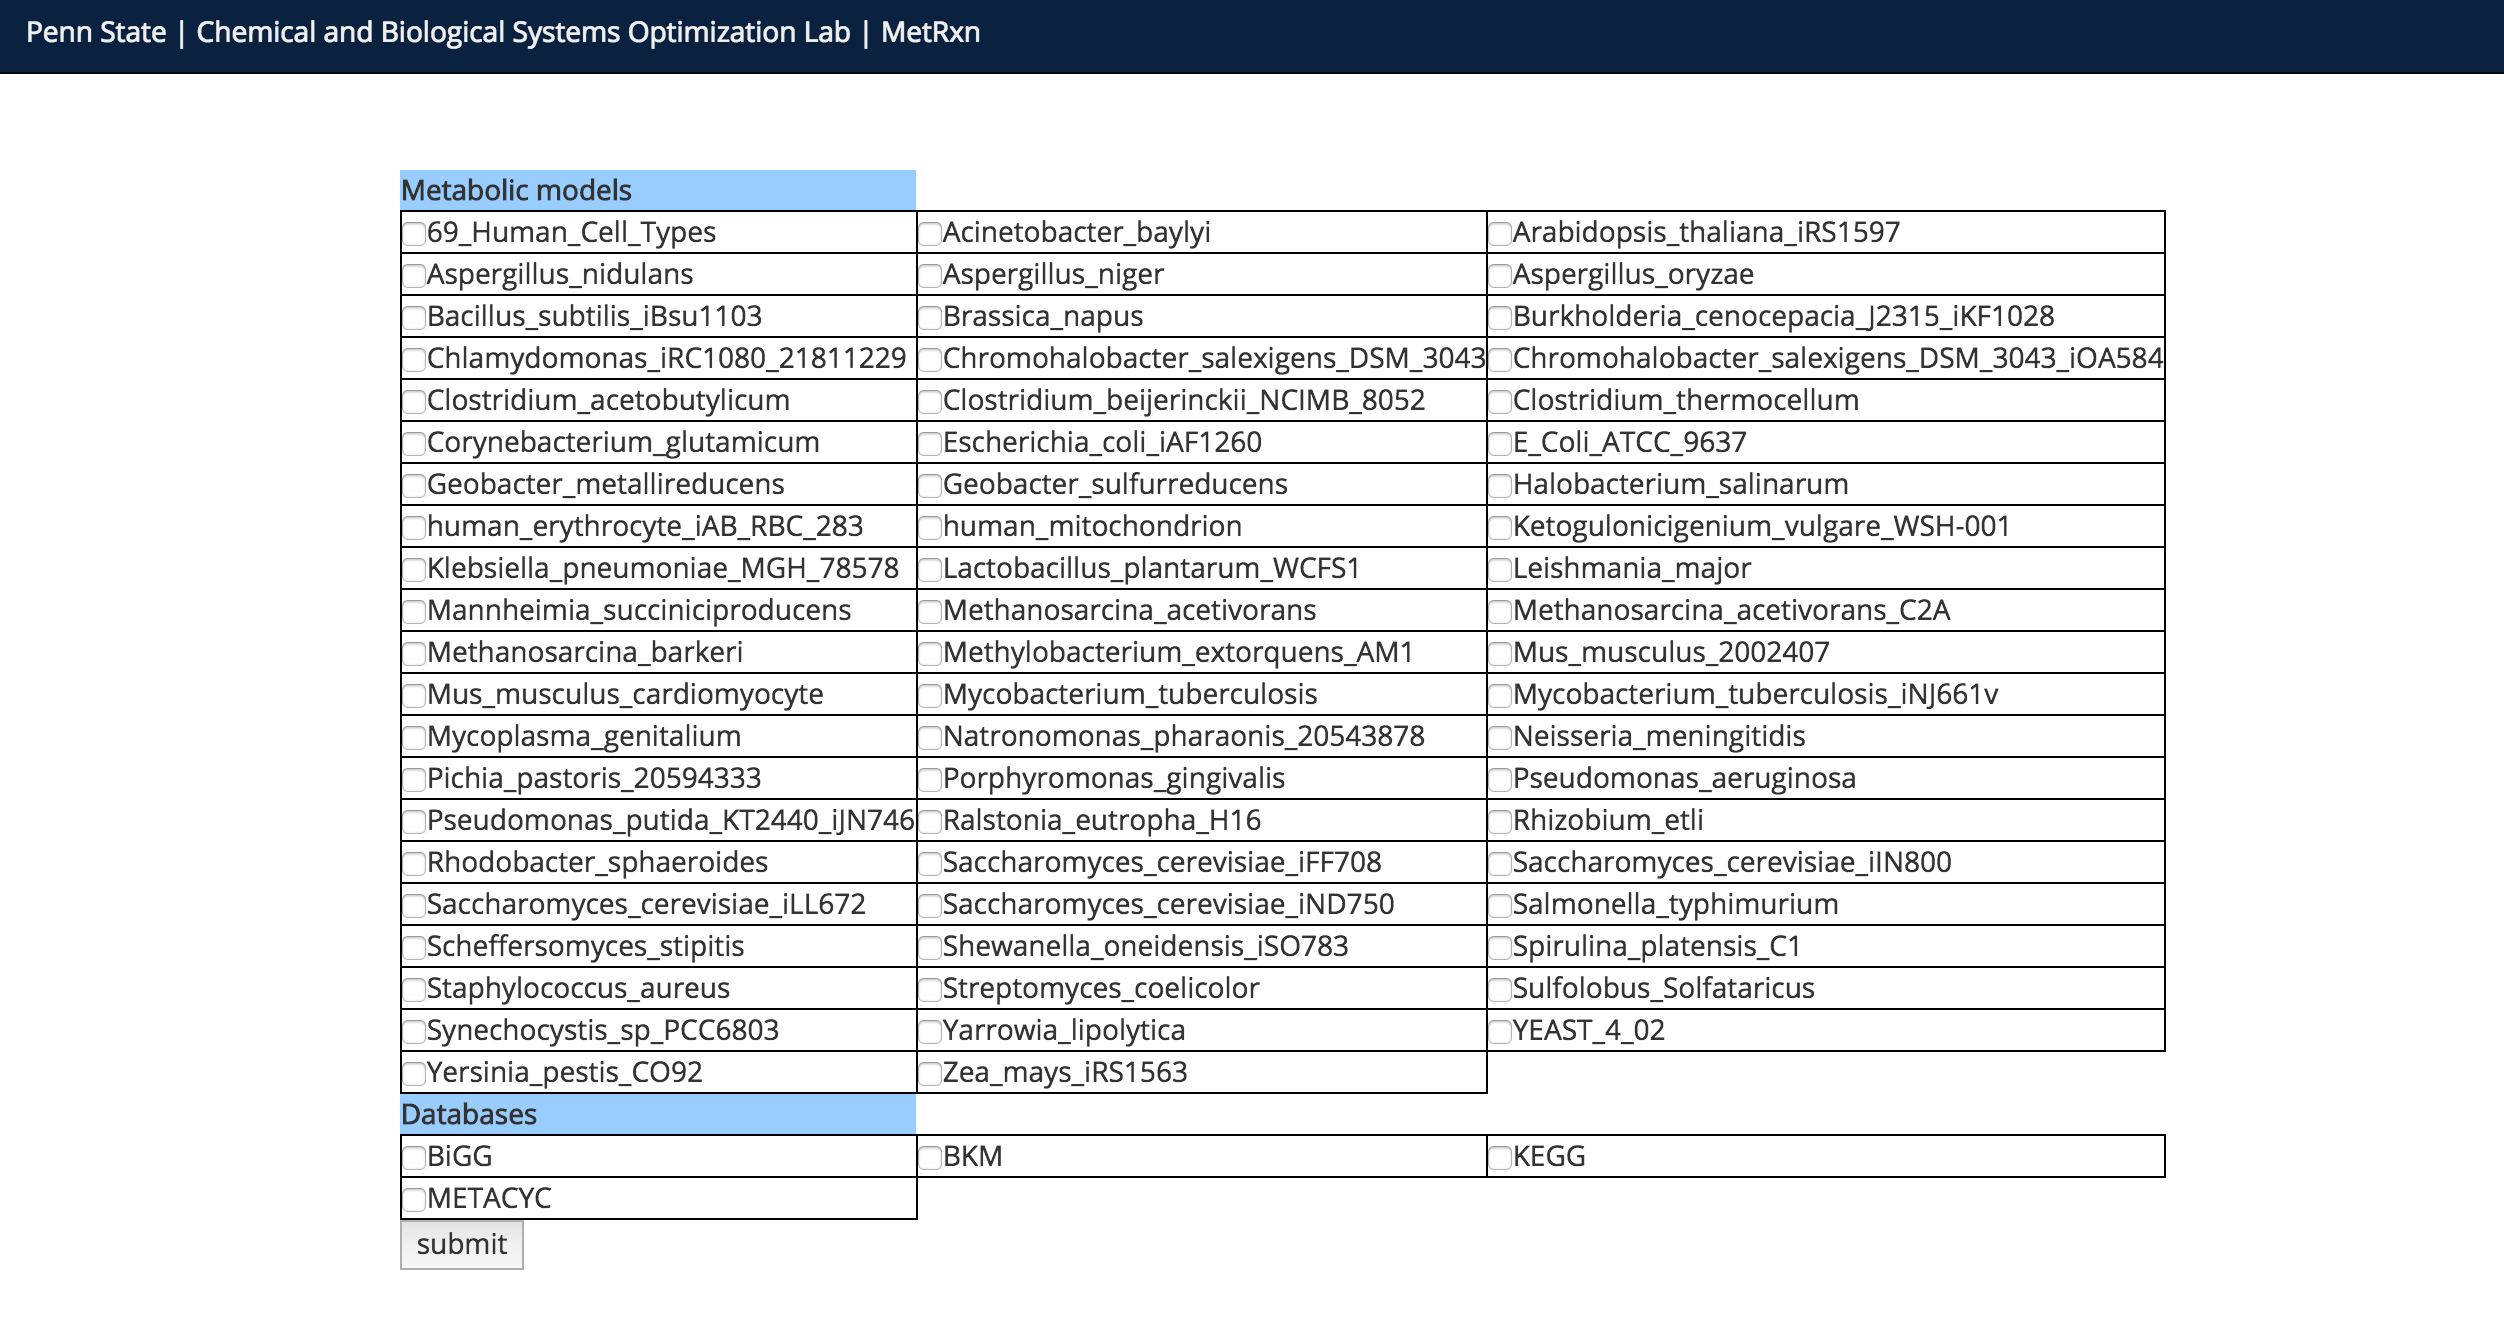 Penn State | Chemical and Biological Systems Optimization Lab | MetRxn
Metabolic models
69_Human_Cell_Types Acinetobacter_baylyi Arabidopsis_thaliana_iRS1597
Aspergillus_nidulans Aspergillus_niger Aspergillus_oryzae
Bacillus_subtilis_iBsu1103 Brassica_napus Burkholderia_cenocepacia_J2315_iKF1028
Chlamydomonas_iRC1080_21811229 Chromohalobacter_salexigens_DSM_3043 Chromohalobacter_salexigens_DSM_3043_iOA584
Clostridium_acetobutylicum Clostridium_beijerinckii_NCIMB_8052 Clostridium_thermocellum
Corynebacterium_glutamicum Escherichia_coli_iAF1260 E_Coli_ATCC_9637
Geobacter_metallireducens Geobacter_sulfurreducens Halobacterium_salinarum
human_erythrocyte_iAB_RBC_283 human_mitochondrion Ketogulonicigenium_vulgare_WSH-001
Klebsiella_pneumoniae_MGH_78578 Lactobacillus_plantarum_WCFS1 Leishmania_major
Mannheimia_succiniciproducens Methanosarcina_acetivorans Methanosarcina_acetivorans_C2A
Methanosarcina_barkeri Methylobacterium_extorquens_AM1 Mus_musculus_2002407
Mus_musculus_cardiomyocyte Mycobacterium_tuberculosis Mycobacterium_tuberculosis_iNJ661v
Mycoplasma_genitalium Natronomonas_pharaonis_20543878 Neisseria_meningitidis
Pichia_pastoris_20594333 Porphyromonas_gingivalis Pseudomonas_aeruginosa
Pseudomonas_putida_KT2440_iJN746 Ralstonia_eutropha_H16 Rhizobium_etli
Rhodobacter_sphaeroides Saccharomyces_cerevisiae_iFF708 Saccharomyces_cerevisiae_iIN800
Saccharomyces_cerevisiae_iLL672 Saccharomyces_cerevisiae_iND750 Salmonella_typhimurium
Scheffersomyces_stipitis Shewanella_oneidensis_iSO783 Spirulina_platensis_C1
Staphylococcus_aureus Streptomyces_coelicolor Sulfolobus_Solfataricus
Synechocystis_sp_PCC6803 Yarrowia_lipolytica YEAST_4_02
Yersinia_pestis_CO92 Zea_mays_iRS1563
Databases
BiGG BKM KEGG
METACYC
submit